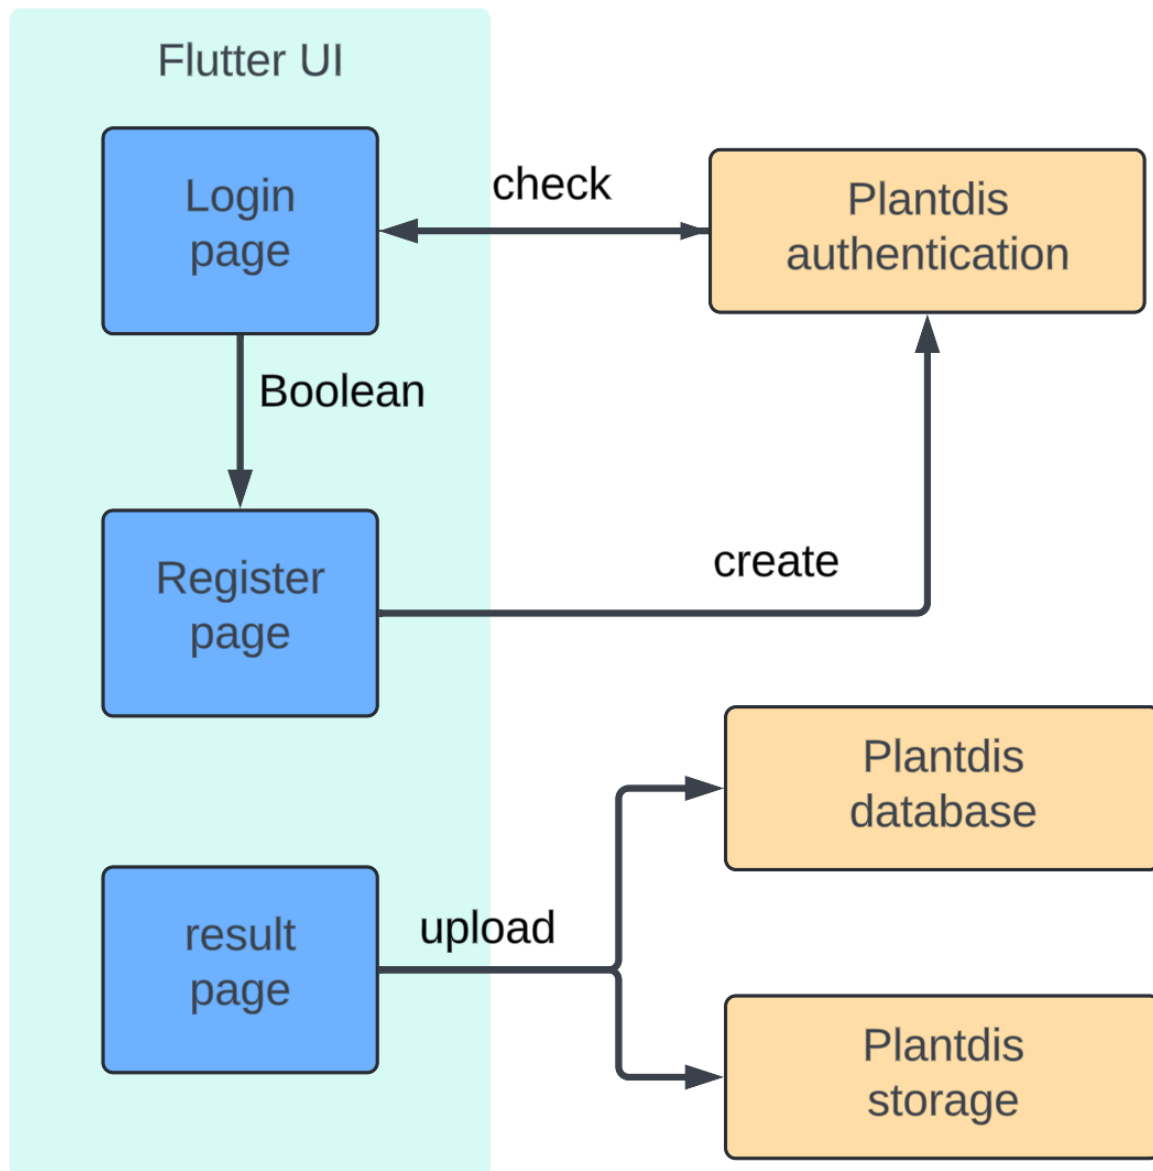 Flutter UI
Login
page
check
Plantdis
authentication
Boolean
Register
page
create
Plantdis
database
result
page
upload
Plantdis
storage